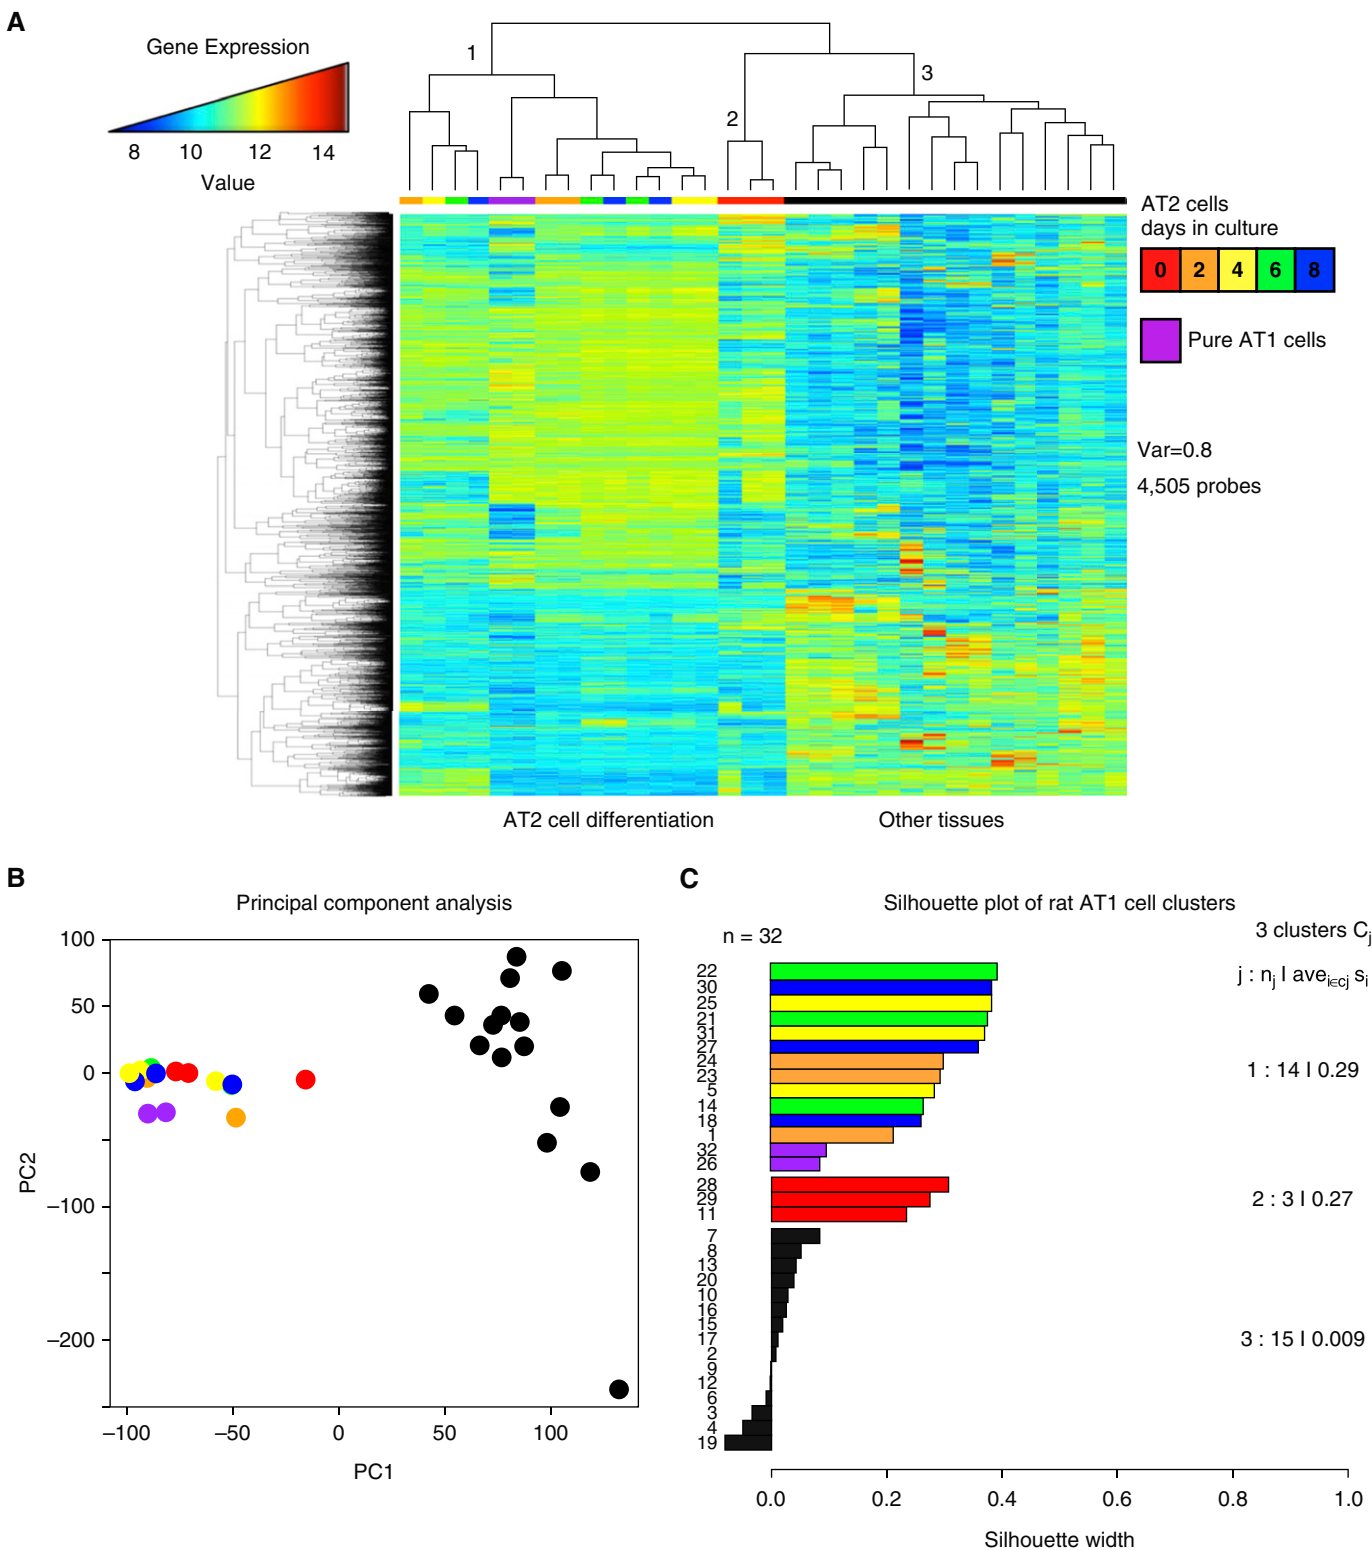 A
Gene Expression
8 10 12 14
Value
1
2
3
AT2 cells
days in culture
0 2 4 6 8
Pure AT1 cells
Var=0.8
4,505 probes
AT2 cell differentiation
Other tissues
B
Principal component analysis
100
50
0
−100
−200
PC2
−100 −50 0 50 100
PC1
C
Silhouette plot of rat AT1 cell clusters
n = 32
3 clusters Cj
j : nj I avei∈cj si
22
30
25
21
31
27
24
23
5
14
18
1
32
26
1 : 14 I 0.29
28
29
11
2 : 3 I 0.27
7
8
13
20
10
16
15
17
2
9
12
6
3
4
19
3 : 15 I 0.009
0.0 0.2 0.4 0.6 0.8 1.0
Silhouette width